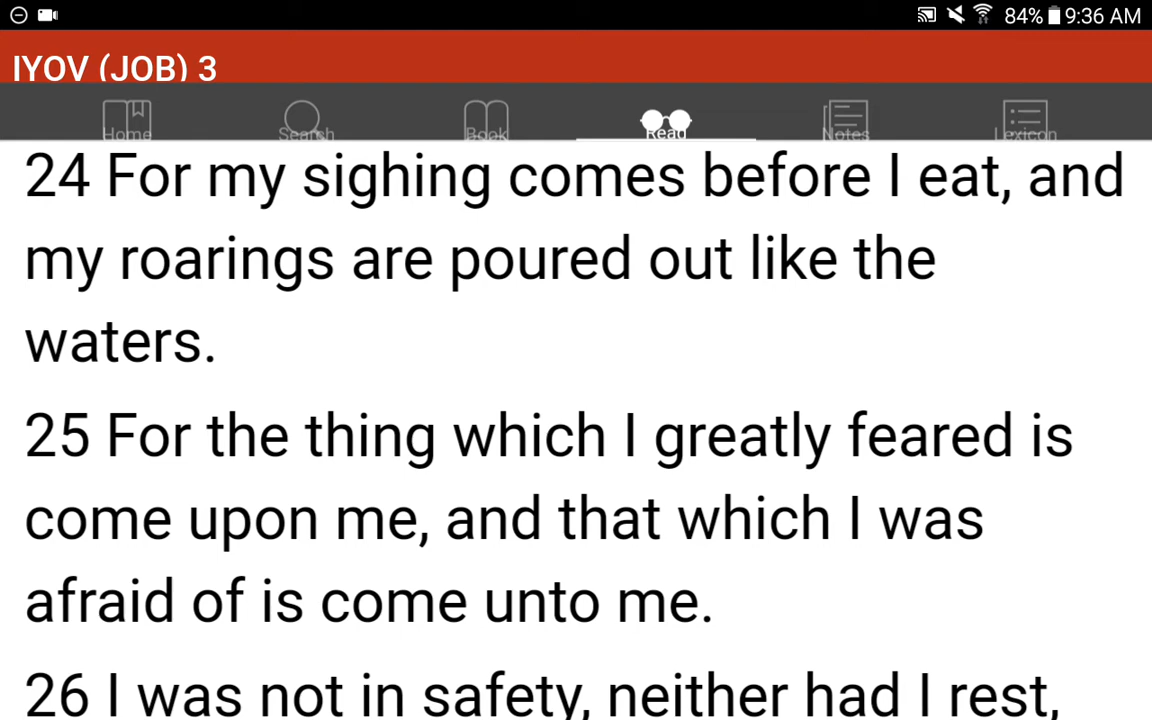 84% 9:36 AM
IYOV (JOB) 3
Home Search Book Read Notes Lexicon
24 For my sighing comes before I eat, and
my roarings are poured out like the
waters.
25 For the thing which I greatly feared is
come upon me, and that which I was
afraid of is come unto me.
26 I was not in safety, neither had I rest,